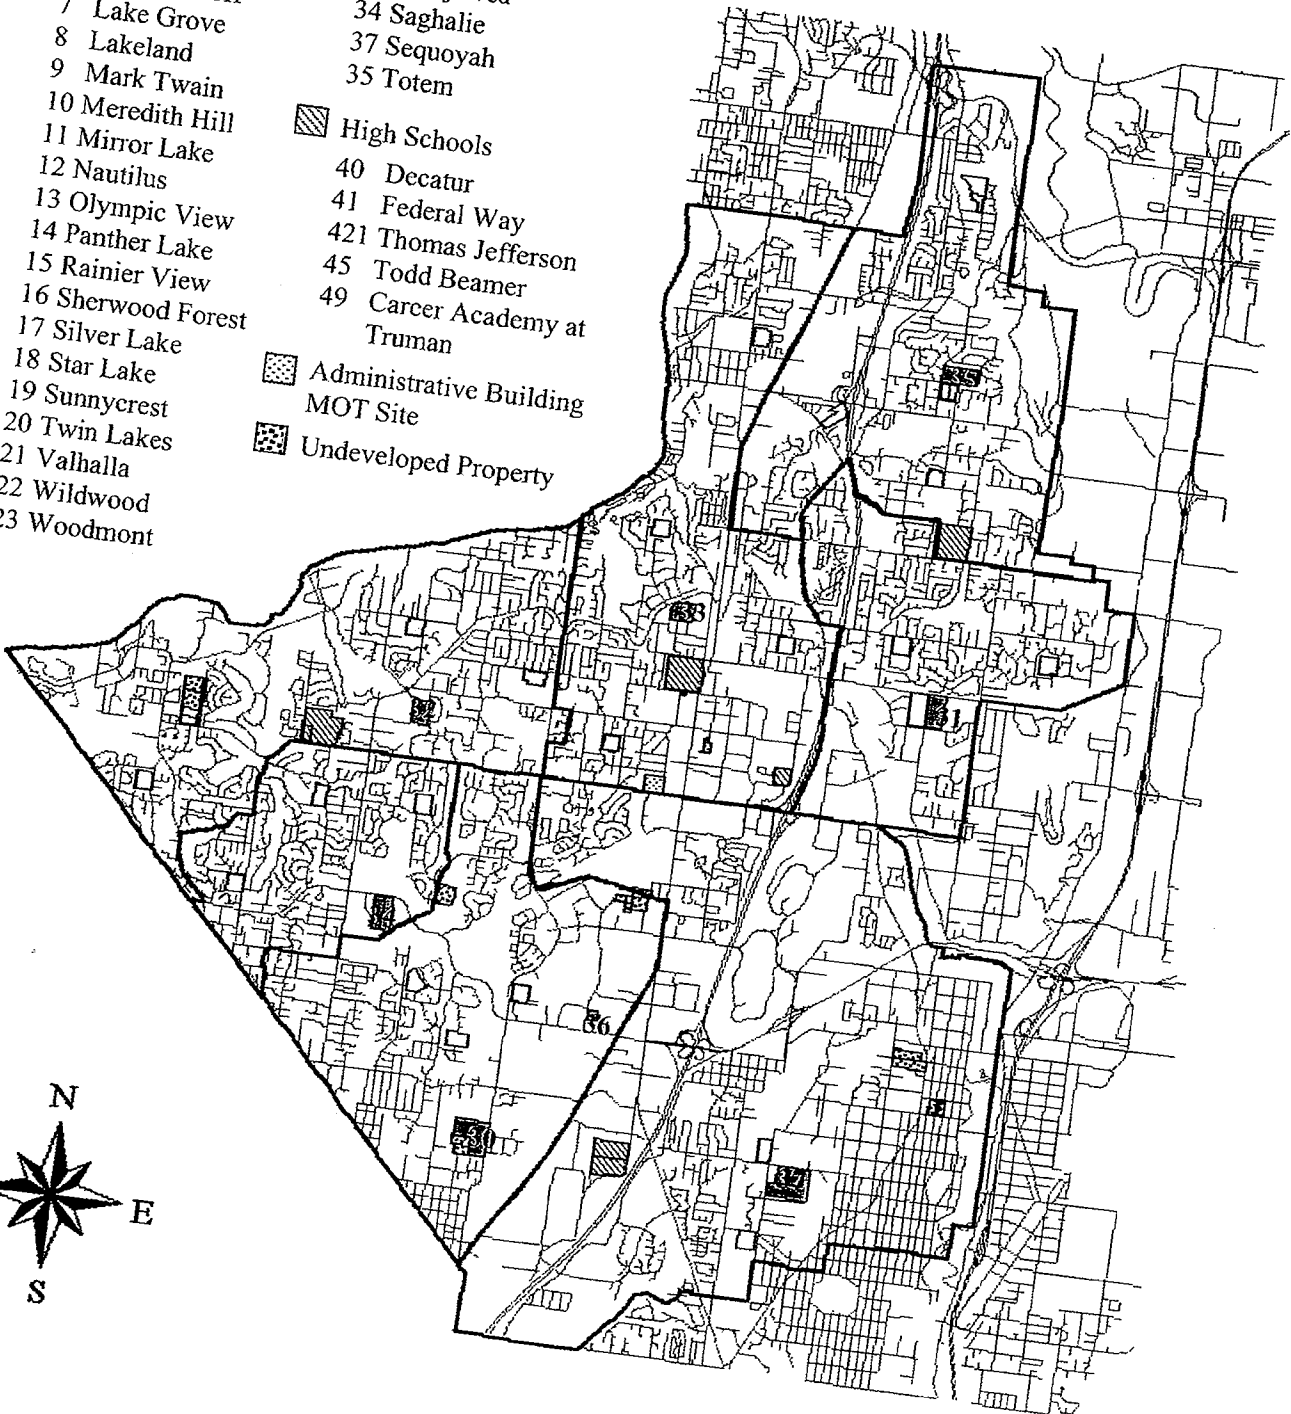 7 Lake Grove
8 Lakeland
9 Mark Twain
10 Meredith Hill
11 Mirror Lake
12 Nautilus
13 Olympic View
14 Panther Lake
15 Rainier View
16 Sherwood Forest
17 Silver Lake
18 Star Lake
19 Sunnycrest
20 Twin Lakes
21 Valhalla
22 Wildwood
23 Woodmont
34 Saghalie
37 Sequoyah
35 Totem
High Schools
40 Decatur
41 Federal Way
421 Thomas Jefferson
45 Todd Beamer
49 Career Academy at
Truman
Administrative Building
MOT Site
Undeveloped Property
35
33
31
36
30
37
N
E
S